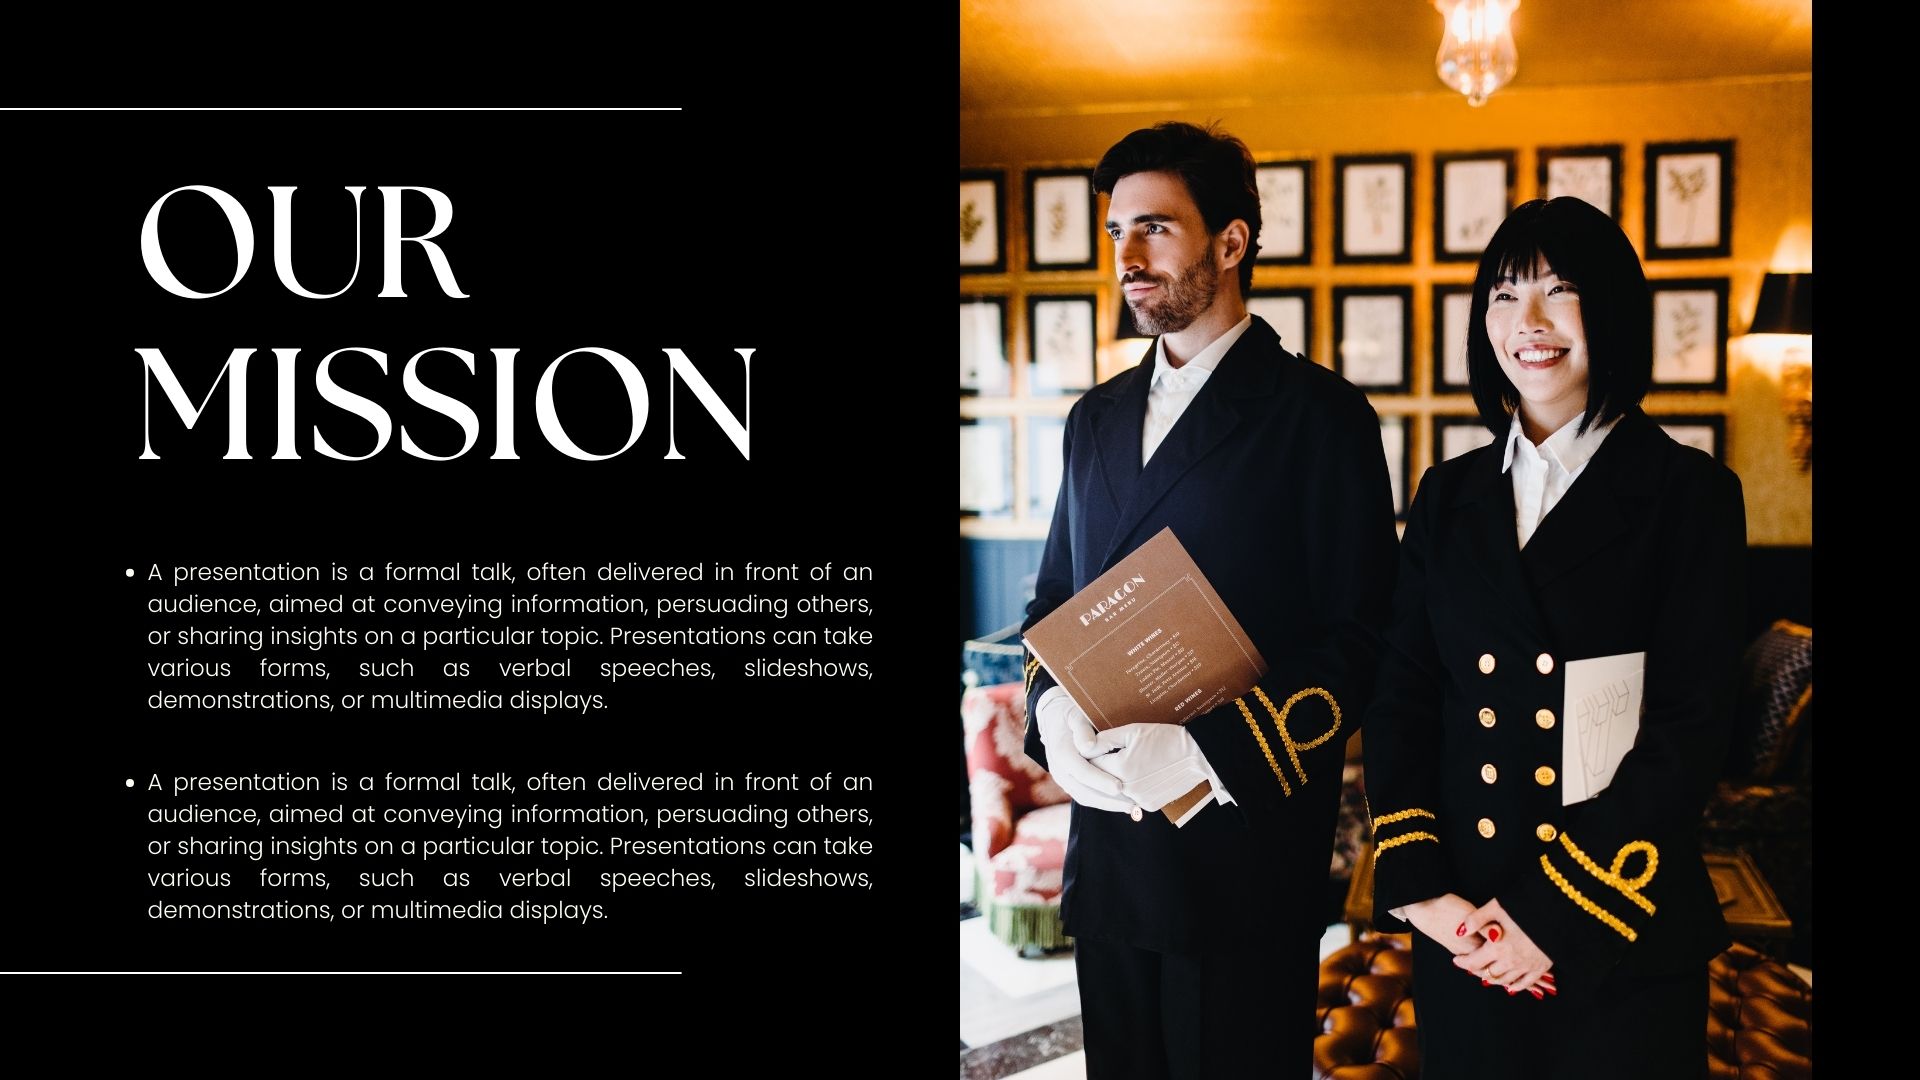 OUR
MISSION
• A presentation is a formal talk, often delivered in front of an
audience, aimed at conveying information, persuading others,
or sharing insights on a particular topic. Presentations can take
various forms, such as verbal speeches, slideshows,
demonstrations, or multimedia displays.
• A presentation is a formal talk, often delivered in front of an
audience, aimed at conveying information, persuading others,
or sharing insights on a particular topic. Presentations can take
various forms, such as verbal speeches, slideshows,
demonstrations, or multimedia displays.
PARAGON
BAR MENU
WHITE WINES
RED WINES